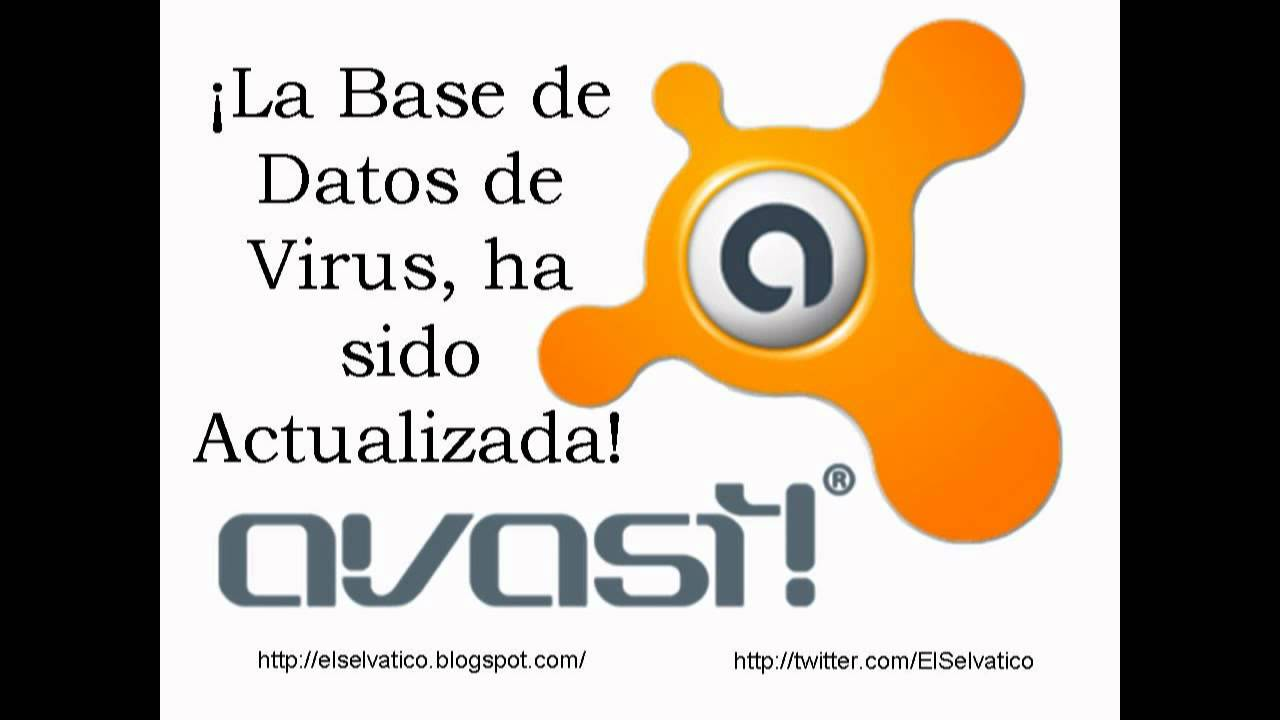 ¡La Base de
Datos de
Virus, ha
sido
Actualizada!
a
avast!®
http://elselvatico.blogspot.com/
http://twitter.com/ElSelvatico